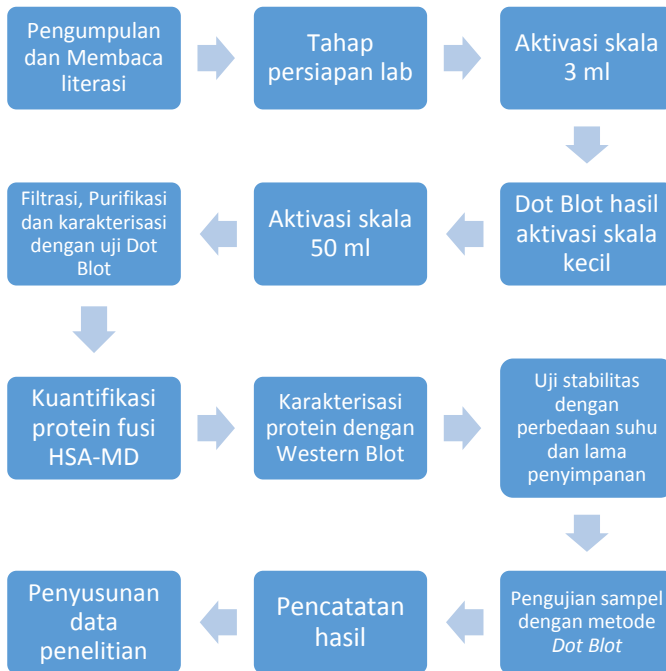 Pengumpulan
dan Membaca
literasi
Tahap
persiapan lab
Aktivasi skala
3 ml
Dot Blot hasil
aktivasi skala
kecil
Aktivasi skala
50 ml
Filtrasi, Purifikasi
dan karakterisasi
dengan uji Dot
Blot
Kuantifikasi
protein fusi
HSA-MD
Karakterisasi
protein dengan
Western Blot
Uji stabilitas
dengan
perbedaan suhu
dan lama
penyimpanan
Pengujian sampel
dengan metode
Dot Blot
Pencatatan
hasil
Penyusunan
data
penelitian